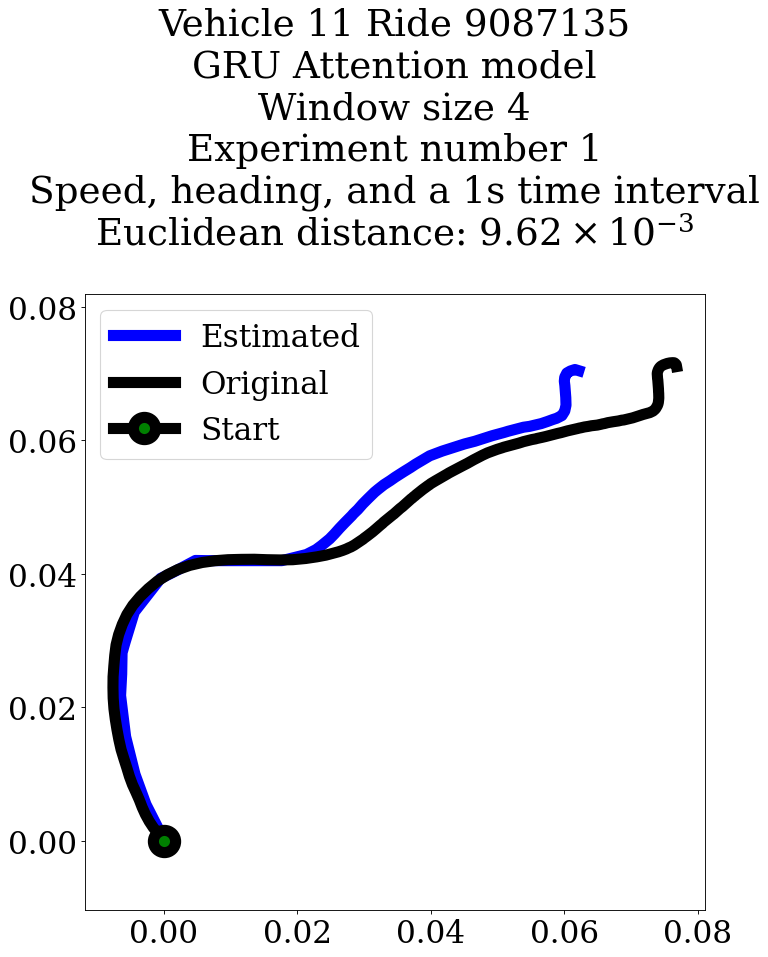 Vehicle 11 Ride 9087135
GRU Attention model
Window size 4
Experiment number 1
Speed, heading, and a 1s time interval
Euclidean distance: 9.62 × 10⁻³
Estimated
Original
Start
0.08
0.06
0.04
0.02
0.00
0.00 0.02 0.04 0.06 0.08